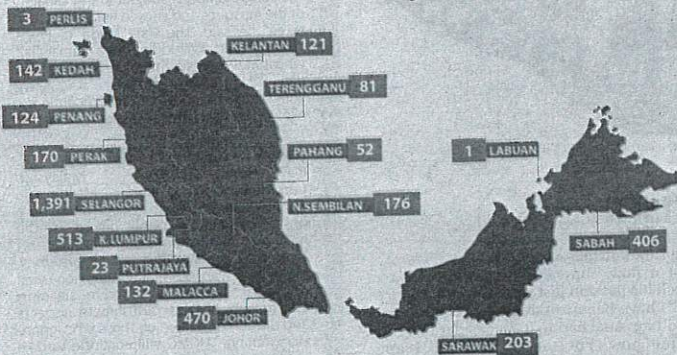 3 PERLIS
KELANTAN 121
142 KEDAH
TERENGGANU 81
124 PENANG
170 PERAK
PAHANG 52
1 LABUAN
1,391 SELANGOR
N.SEMBILAN 176
513 K.LUMPUR
SABAH 406
23 PUTRAJAYA
132 MALACCA
470 JOHOR
SARAWAK 203